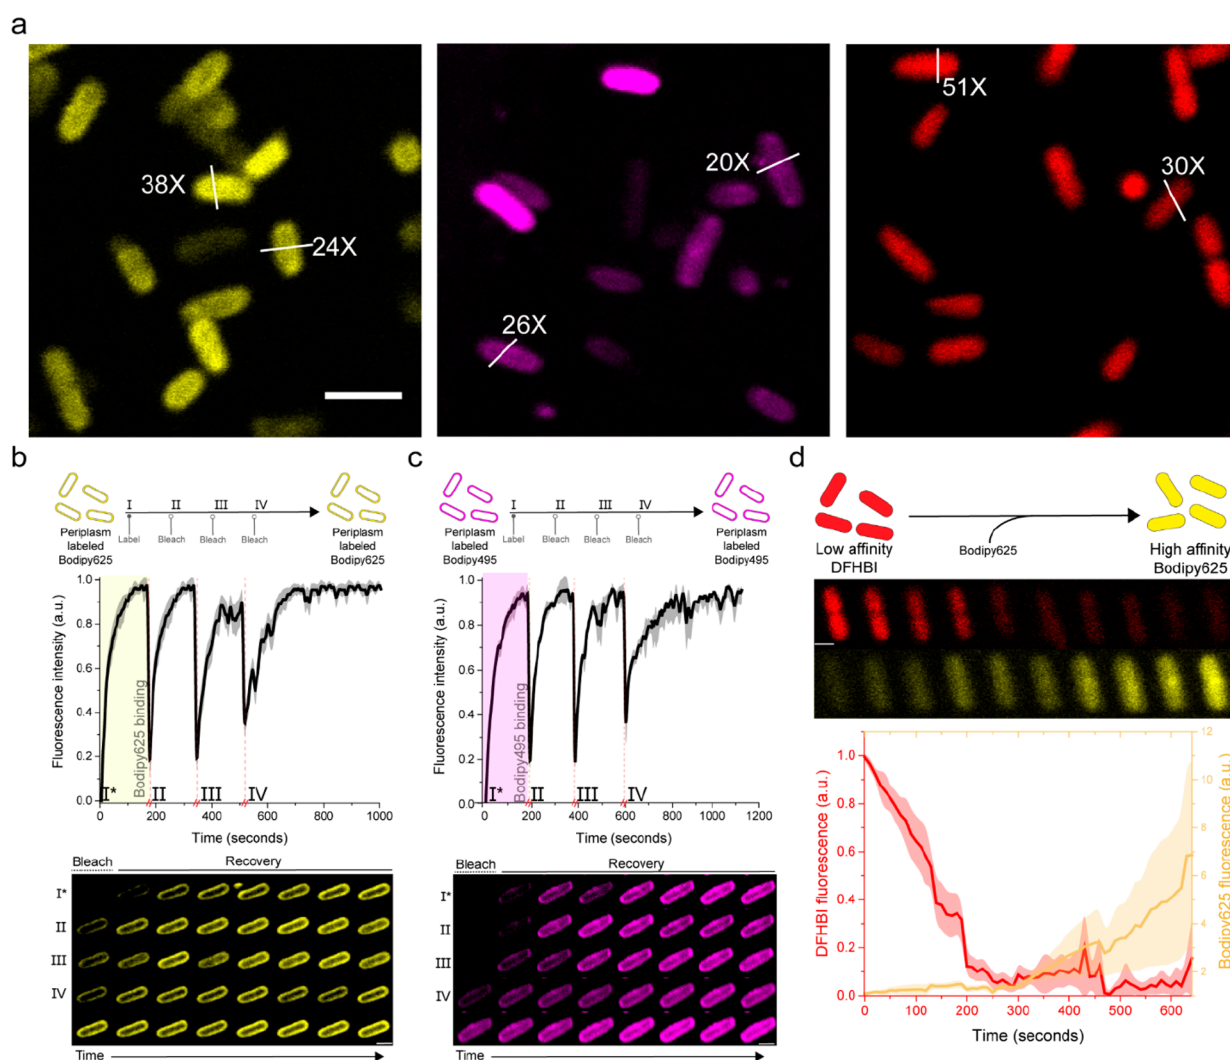 a
38X
24X
20X
26X
51X
30X
b
I II III IV
Label Bleach Bleach Bleach
Periplasm
labeled
Bodipy625
Periplasm
labeled
Bodipy625
Fluorescence intensity (a.u.)
1.0
0.8
0.6
0.4
0.2
0.0
Bodipy625 binding
I* II III IV
0 200 400 600 800 1000
Time (seconds)
Bleach Recovery
I*
II
III
IV
Time
c
I II III IV
Label Bleach Bleach Bleach
Periplasm
labeled
Bodipy495
Periplasm
labeled
Bodipy495
Fluorescence intensity (a.u.)
1.0
0.8
0.6
0.4
0.2
0.0
Bodipy495 binding
I* II III IV
0 200 400 600 800 1000 1200
Time (seconds)
Bleach Recovery
I*
II
III
IV
Time
d
Low affinity
DFHBI
Bodipy625
High affinity
Bodipy625
DFHBI fluorescence (a.u.)
1.0
0.8
0.6
0.4
0.2
0.0
12
10
8
6
4
2
Bodipy625 fluorescence (a.u.)
0 100 200 300 400 500 600
Time (seconds)